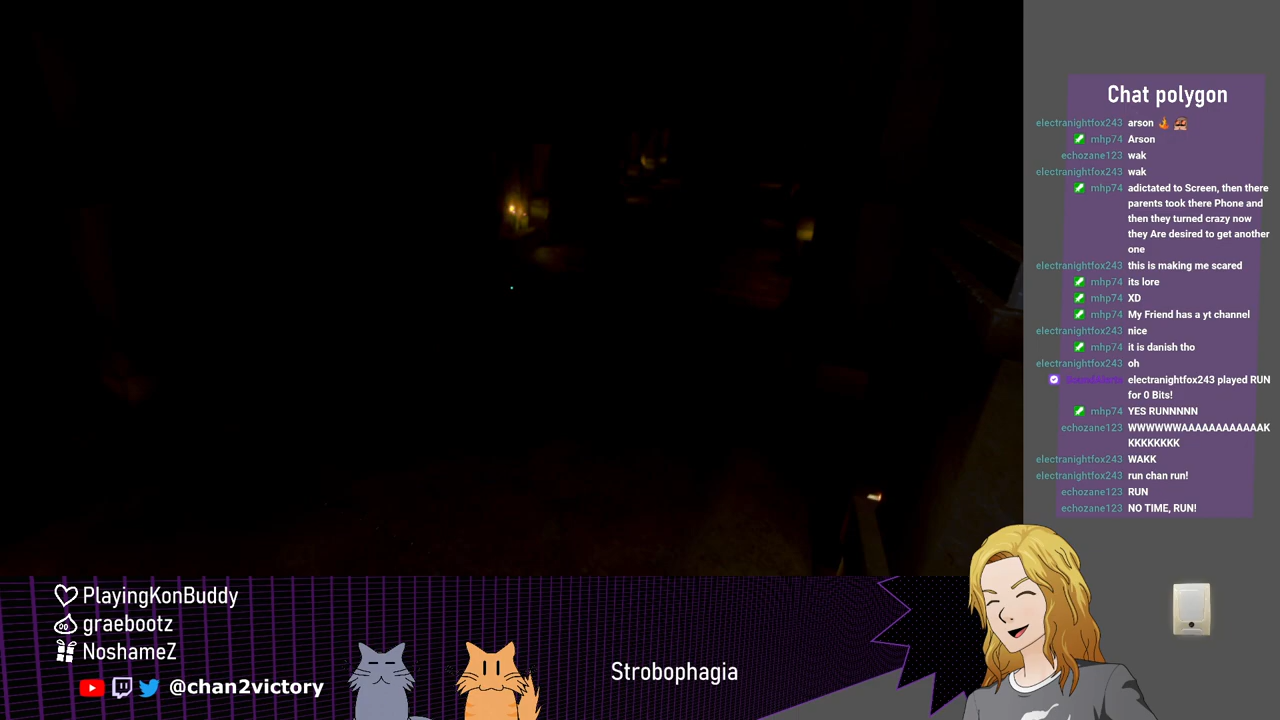 Chat polygon
electranightfox243 arson
mhp74 Arson
echozane123 wak
electranightfox243 wak
mhp74 adictated to Screen, then there
parents took there Phone and
then they turned crazy now
they Are desired to get another
one
electranightfox243 this is making me scared
mhp74 its lore
mhp74 XD
mhp74 My Friend has a yt channel
electranightfox243 nice
mhp74 it is danish tho
electranightfox243 oh
electranightfox243 played RUN
for 0 Bits!
mhp74 YES RUNNNNN
echozane123 WWWWWWAAAAAAAAAAAAK
KKKKKKKK
electranightfox243 WAKK
electranightfox243 run chan run!
echozane123 RUN
echozane123 NO TIME, RUN!
PlayingKonBuddy
graebootz
NoshameZ
@chan2victory
Strobophagia